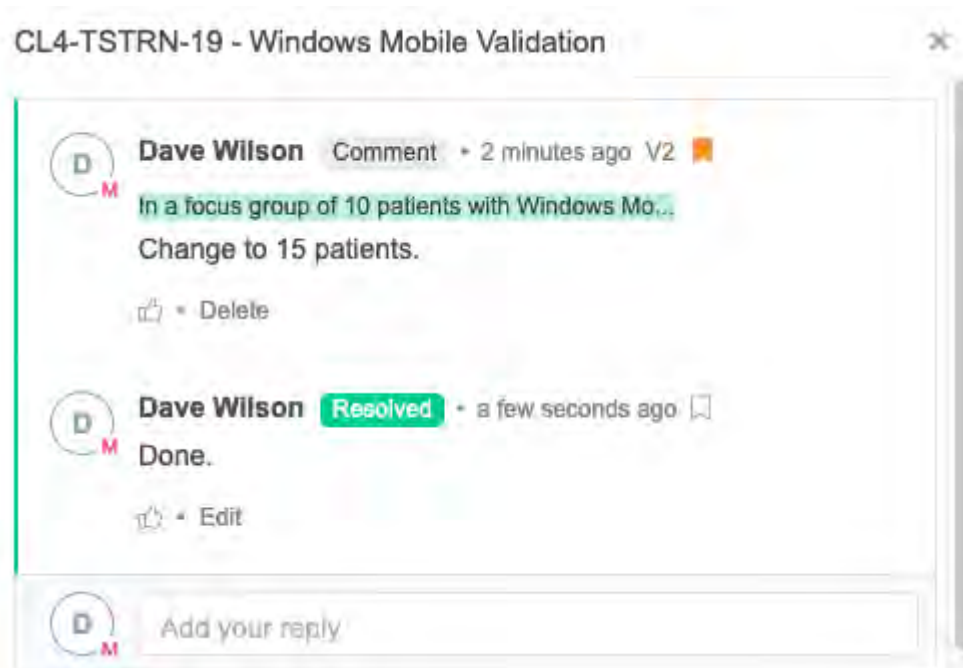 CL4-TSTRN-19 - Windows Mobile Validation
D M Dave Wilson Comment • 2 minutes ago V2
In a focus group of 10 patients with Windows Mo...
Change to 15 patients.
• Delete
D M Dave Wilson Resolved • a few seconds ago
Done.
• Edit
D M Add your reply